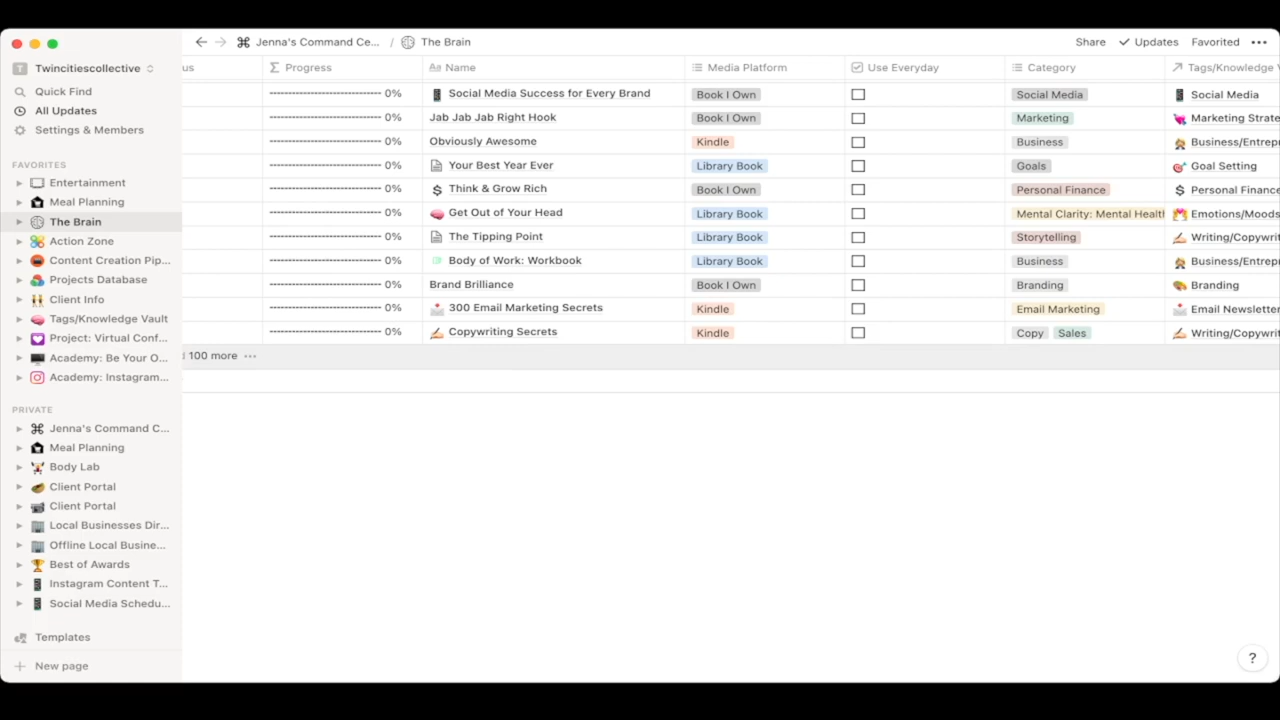 Jenna's Command Ce... / The Brain
Share Updates Favorited •••
T Twincitiescollective
Quick Find
All Updates
Settings & Members
FAVORITES
Entertainment
Meal Planning
The Brain
Action Zone
Content Creation Pip...
Projects Database
Client Info
Tags/Knowledge Vault
Project: Virtual Conf...
Academy: Be Your O...
Academy: Instagram...
PRIVATE
Jenna's Command C...
Meal Planning
Body Lab
Client Portal
Client Portal
Local Businesses Dir...
Offline Local Busine...
Best of Awards
Instagram Content T...
Social Media Schedu...
Templates
+ New page
us Σ Progress Aa Name Media Platform Use Everyday Category Tags/Knowledge V
--------------------- 0% Social Media Success for Every Brand Book I Own Social Media Social Media
--------------------- 0% Jab Jab Jab Right Hook Book I Own Marketing Marketing Strate
--------------------- 0% Obviously Awesome Kindle Business Business/Entrep
--------------------- 0% Your Best Year Ever Library Book Goals Goal Setting
--------------------- 0% $ Think & Grow Rich Book I Own Personal Finance $ Personal Finance
--------------------- 0% Get Out of Your Head Library Book Mental Clarity: Mental Healt Emotions/Moods
--------------------- 0% The Tipping Point Library Book Storytelling Writing/Copywrit
--------------------- 0% Body of Work: Workbook Library Book Business Business/Entrep
--------------------- 0% Brand Brilliance Book I Own Branding Branding
--------------------- 0% 300 Email Marketing Secrets Kindle Email Marketing Email Newsletter
--------------------- 0% Copywriting Secrets Kindle Copy Sales Writing/Copywrit
100 more •••
?